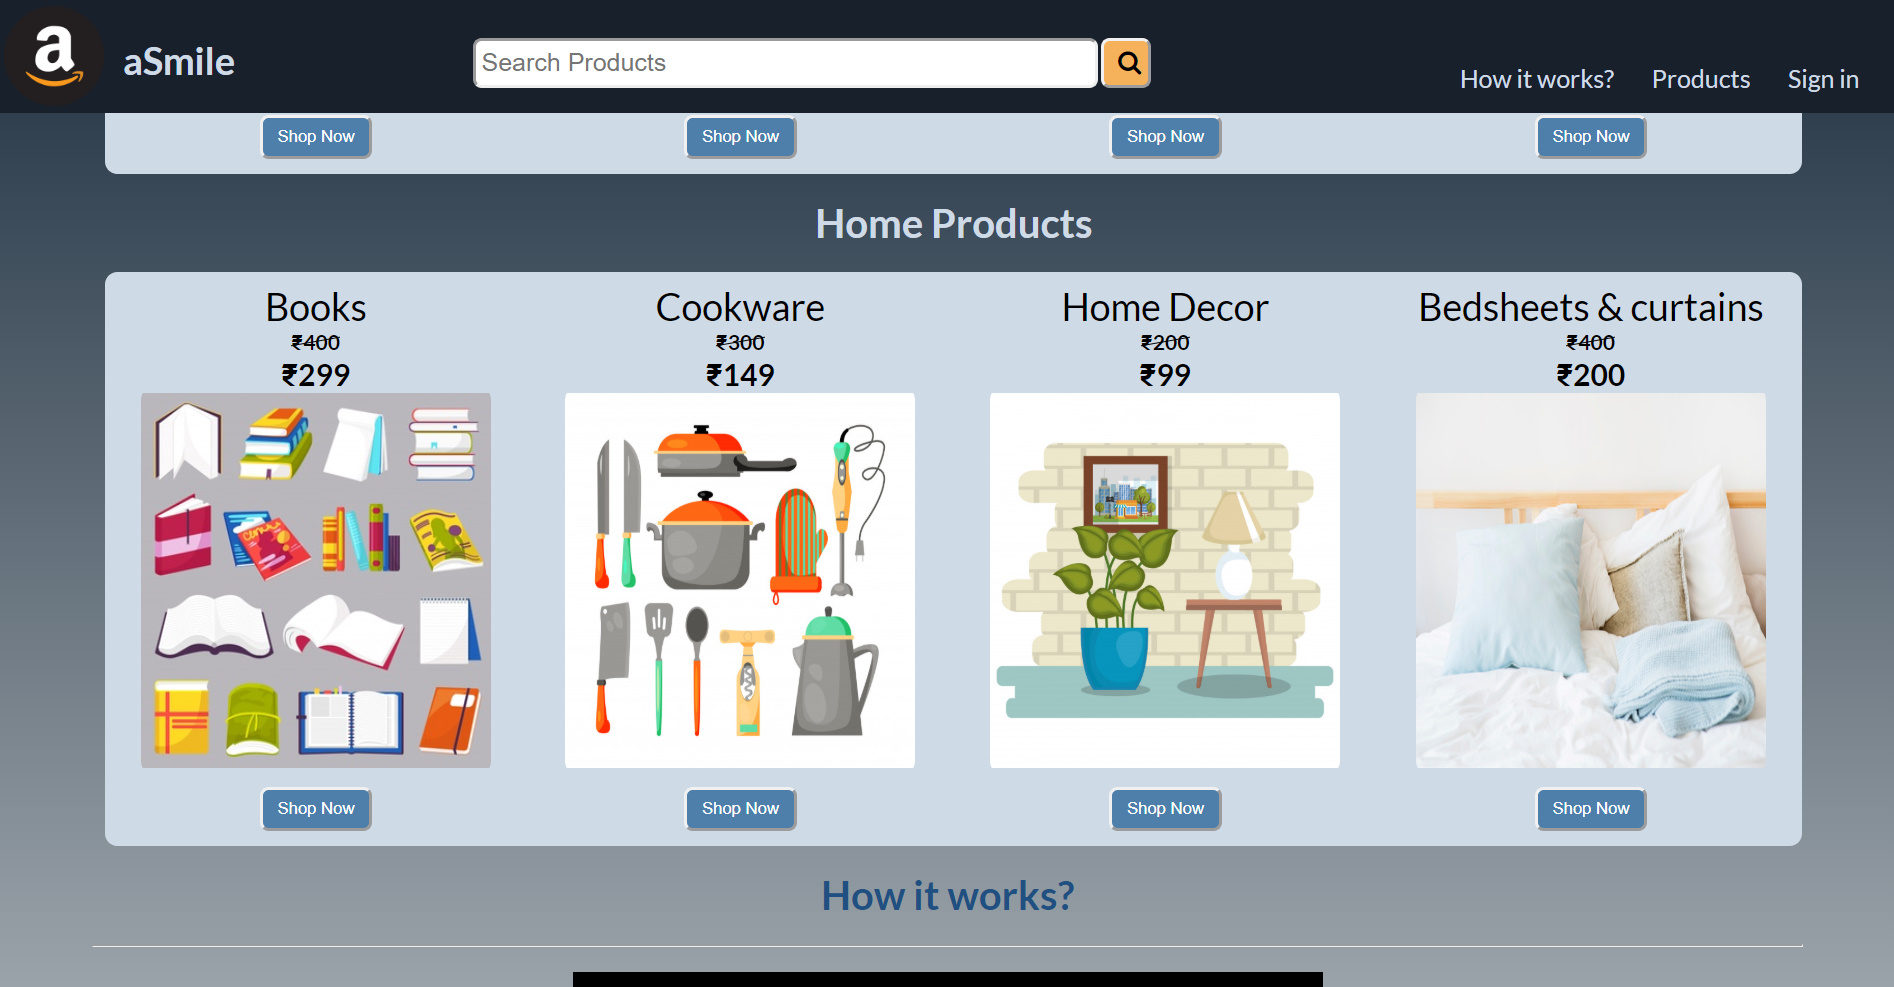 a
aSmile
Search Products
How it works? Products Sign in
Shop Now Shop Now Shop Now Shop Now
Home Products
Books Cookware Home Decor Bedsheets & curtains
₹400 ₹300 ₹200 ₹400
₹299 ₹149 ₹99 ₹200
Shop Now Shop Now Shop Now Shop Now
How it works?